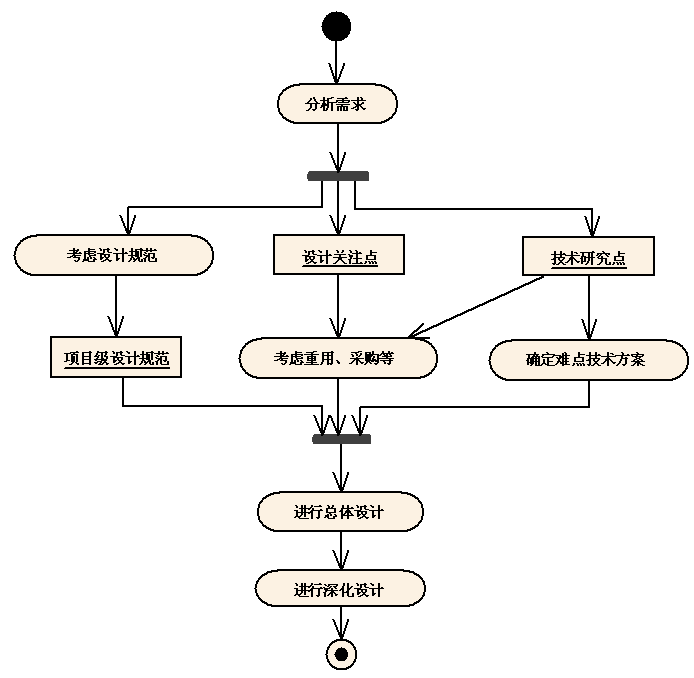 分析需求
考虑设计规范
设计关注点
技术研究点
项目级设计规范
考虑重用、采购等
确定难点技术方案
进行总体设计
进行深化设计